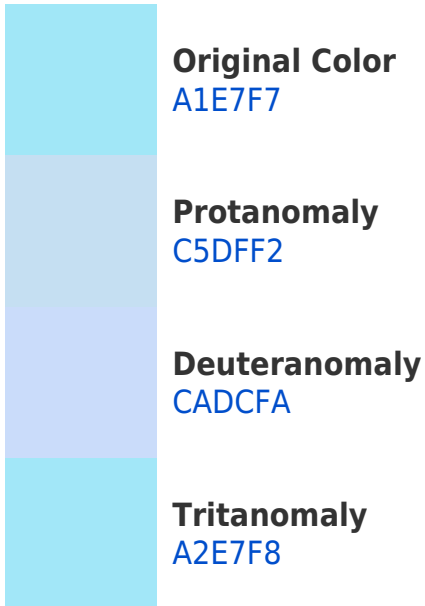 Original Color
A1E7F7
Protanomaly
C5DFF2
Deuteranomaly
CADCFA
Tritanomaly
A2E7F8